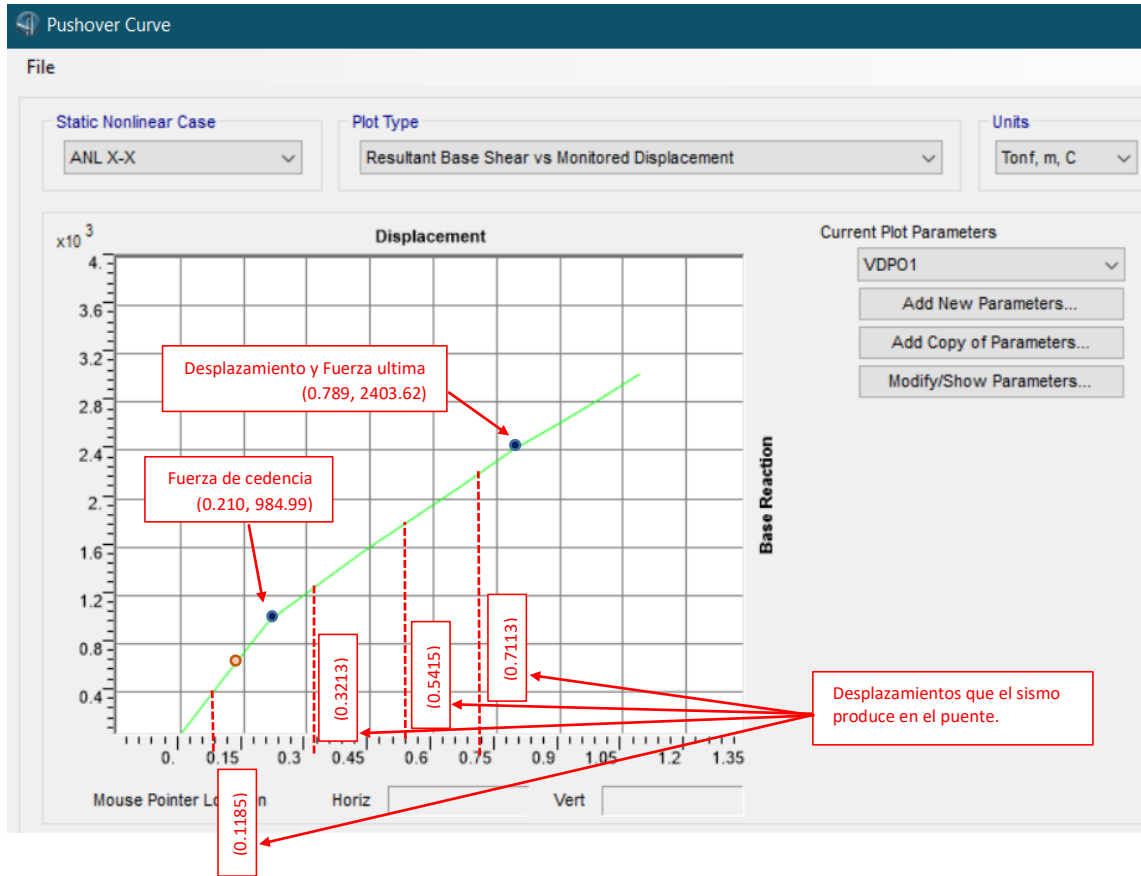 Pushover Curve
File
Static Nonlinear Case
Plot Type
Units
ANL X-X
Resultant Base Shear vs Monitored Displacement
Tonf, m, C
x10 3
Displacement
Current Plot Parameters
VDPO1
Add New Parameters...
Add Copy of Parameters...
Modify/Show Parameters...
4.
3.6
3.2
2.8
2.4
2.
1.6
1.2
0.8
0.4
Desplazamiento y Fuerza ultima
(0.789, 2403.62)
Fuerza de cedencia
(0.210, 984.99)
Base Reaction
(0.3213)
(0.5415)
(0.7113)
Desplazamientos que el sismo
produce en el puente.
0. 0.15 0.3 0.45 0.6 0.75 0.9 1.05 1.2 1.35
(0.1185)
Mouse Pointer
Horiz
Vert